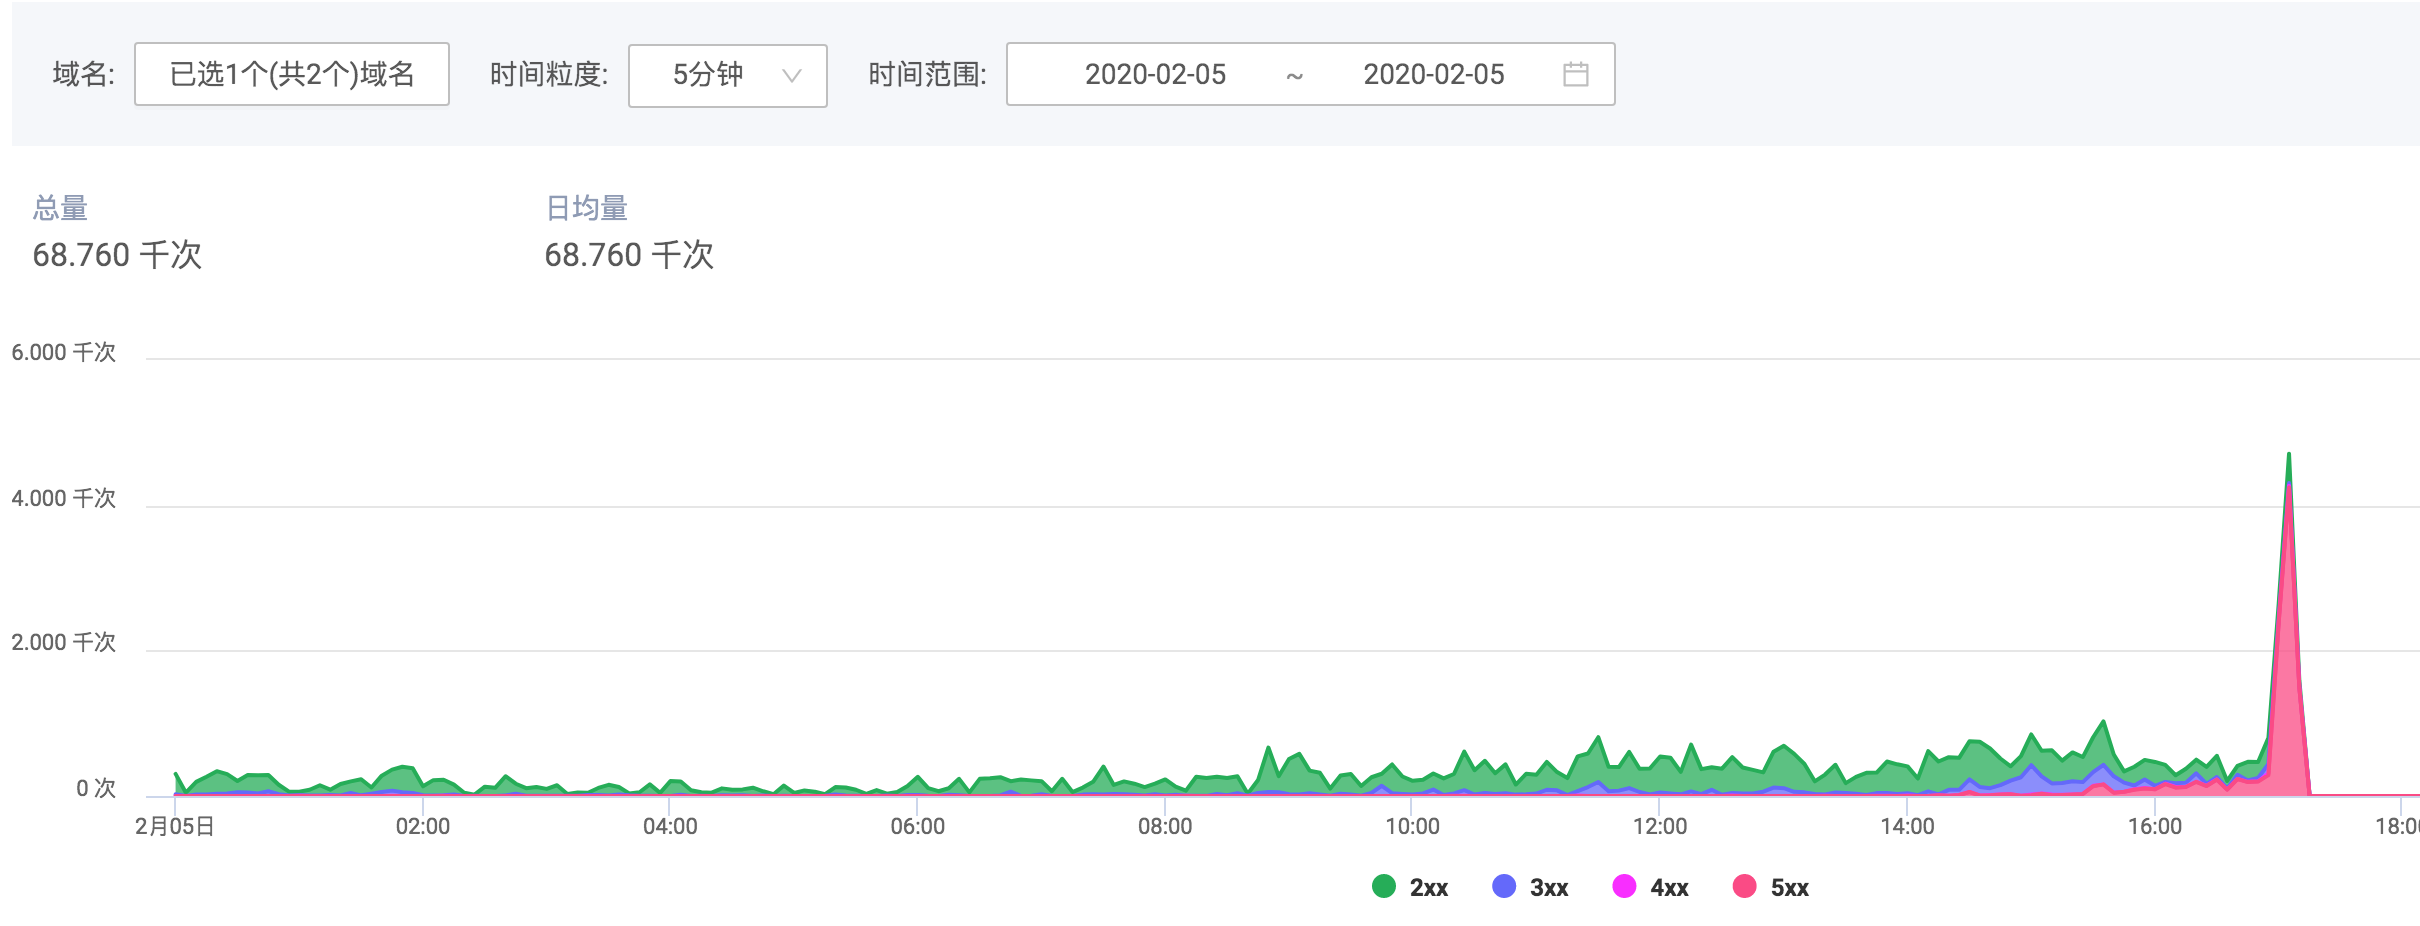 域名: 已选1个(共2个)域名 时间粒度: 5分钟 时间范围: 2020-02-05 ~ 2020-02-05
总量 日均量
68.760 千次 68.760 千次
6.000 千次
4.000 千次
2.000 千次
0 次
2月05日 02:00 04:00 06:00 08:00 10:00 12:00 14:00 16:00 18:00
2xx 3xx 4xx 5xx